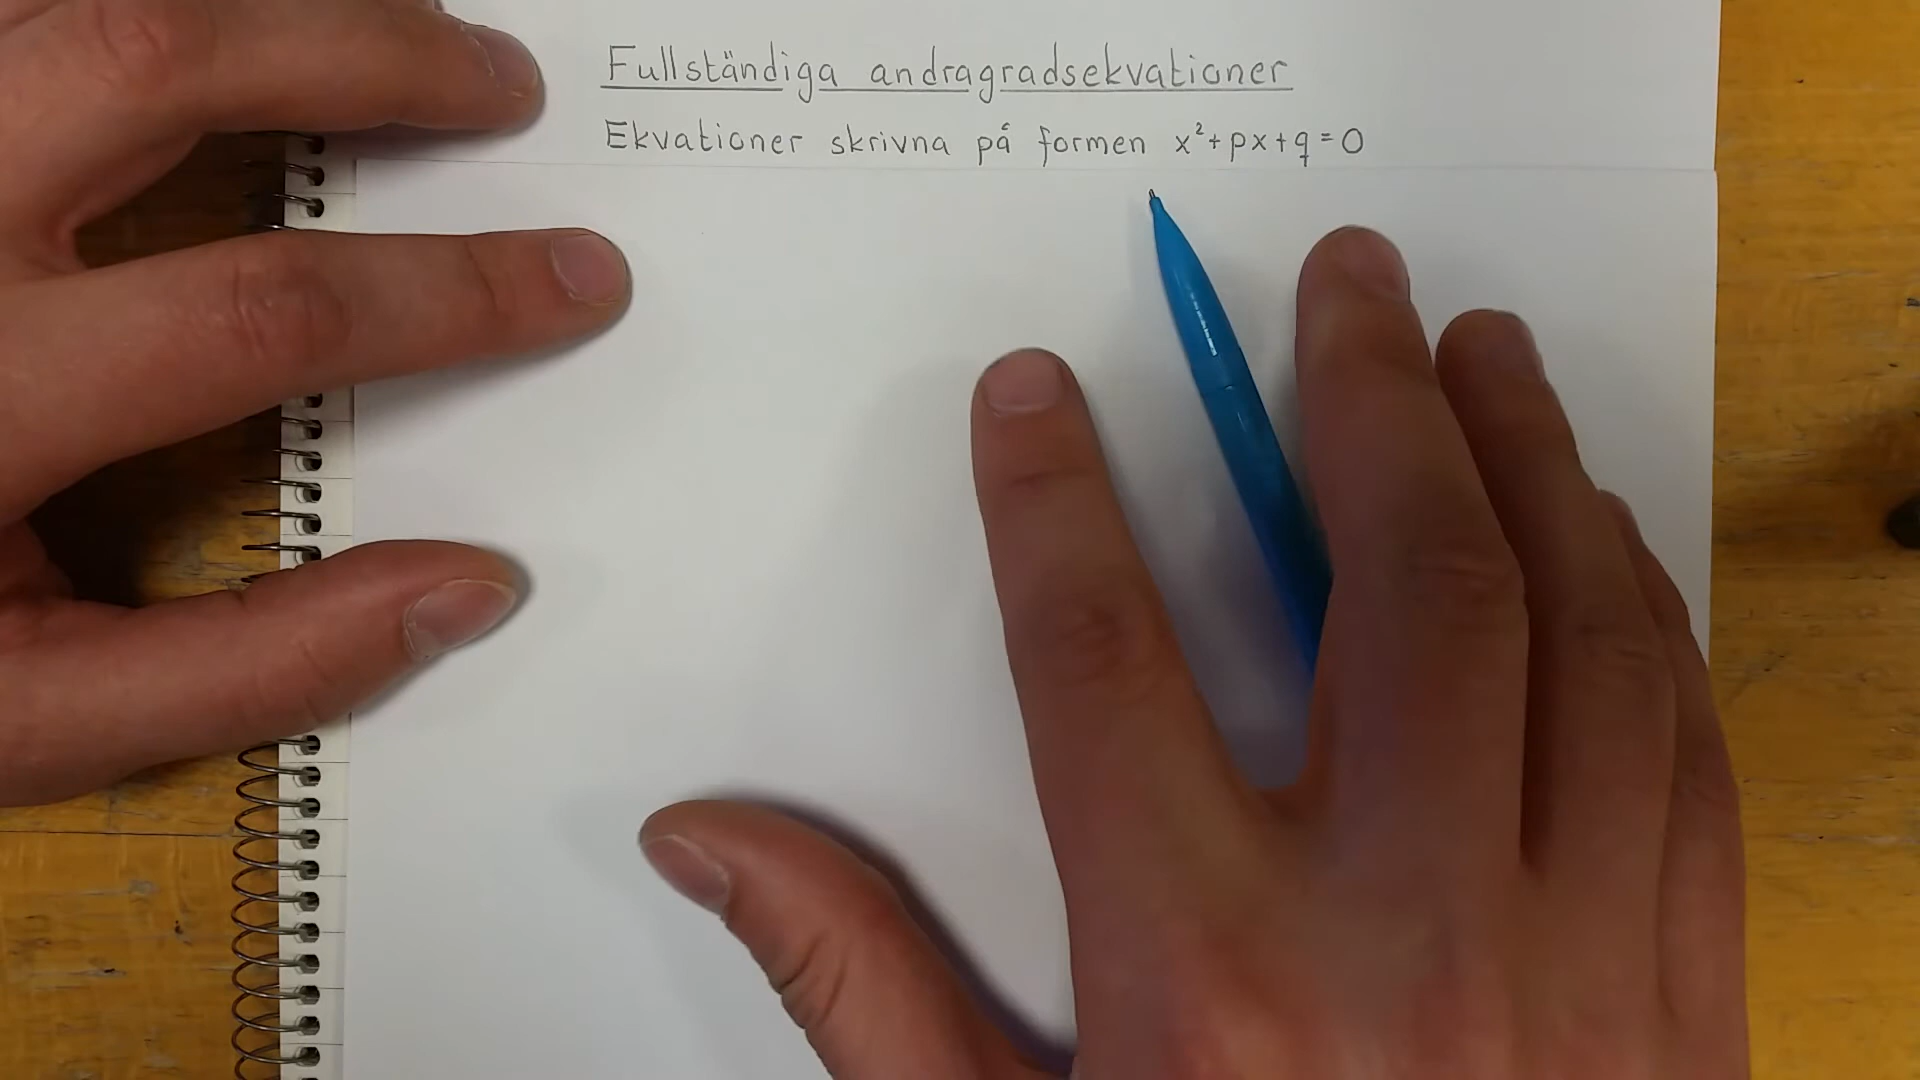 Fullständiga andragradsekvationer
Ekvationer skrivna på formen x²+px+q=0